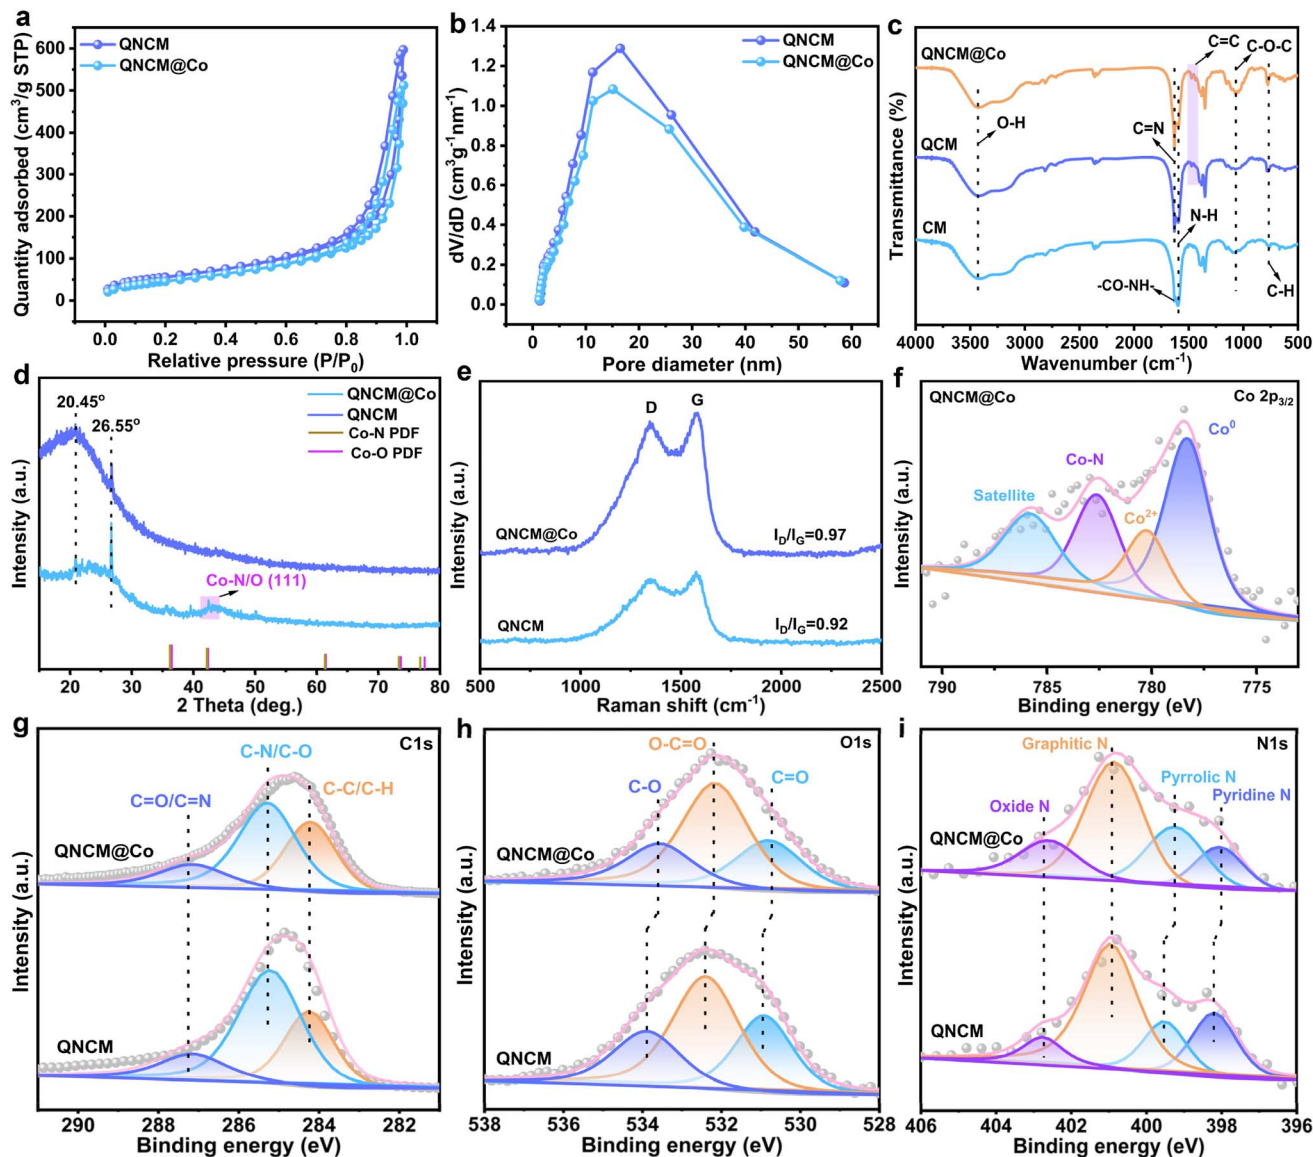 a
QNCM
QNCM@Co
Quantity adsorbed (cm³/g STP)
600
500
400
300
200
100
0
0.0 0.2 0.4 0.6 0.8 1.0
Relative pressure (P/P₀)
b
QNCM
QNCM@Co
dV/dD (cm³g⁻¹nm⁻¹)
1.4
1.2
1.0
0.8
0.6
0.4
0.2
0.0
0 10 20 30 40 50 60
Pore diameter (nm)
c
QNCM@Co
C=C
C-O-C
O-H
C=N
QCM
N-H
CM
-CO-NH-
C-H
Transmittance (%)
4000 3500 3000 2500 2000 1500 1000 500
Wavenumber (cm⁻¹)
d
20.45°
26.55°
QNCM@Co
QNCM
Co-N PDF
Co-O PDF
Co-N/O (111)
Intensity (a.u.)
20 30 40 50 60 70 80
2 Theta (deg.)
e
D
G
QNCM@Co
I_D/I_G=0.97
QNCM
I_D/I_G=0.92
Intensity (a.u.)
500 1000 1500 2000 2500
Raman shift (cm⁻¹)
f
QNCM@Co
Co 2p₃/₂
Co⁰
Co-N
Satellite
Co²⁺
Intensity (a.u.)
791 785 779 773
Binding energy (eV)
g
C1s
C-N/C-O
C-C/C-H
C=O/C=N
QNCM@Co
QNCM
Intensity (a.u.)
290 288 286 284 282
Binding energy (eV)
h
O1s
O-C=O
C-O
C=O
QNCM@Co
QNCM
Intensity (a.u.)
538 536 534 532 530 528
Binding energy (eV)
i
N1s
Graphitic N
Pyrrolic N
Oxide N
Pyridine N
QNCM@Co
QNCM
Intensity (a.u.)
406 404 402 400 398 396
Binding energy (eV)